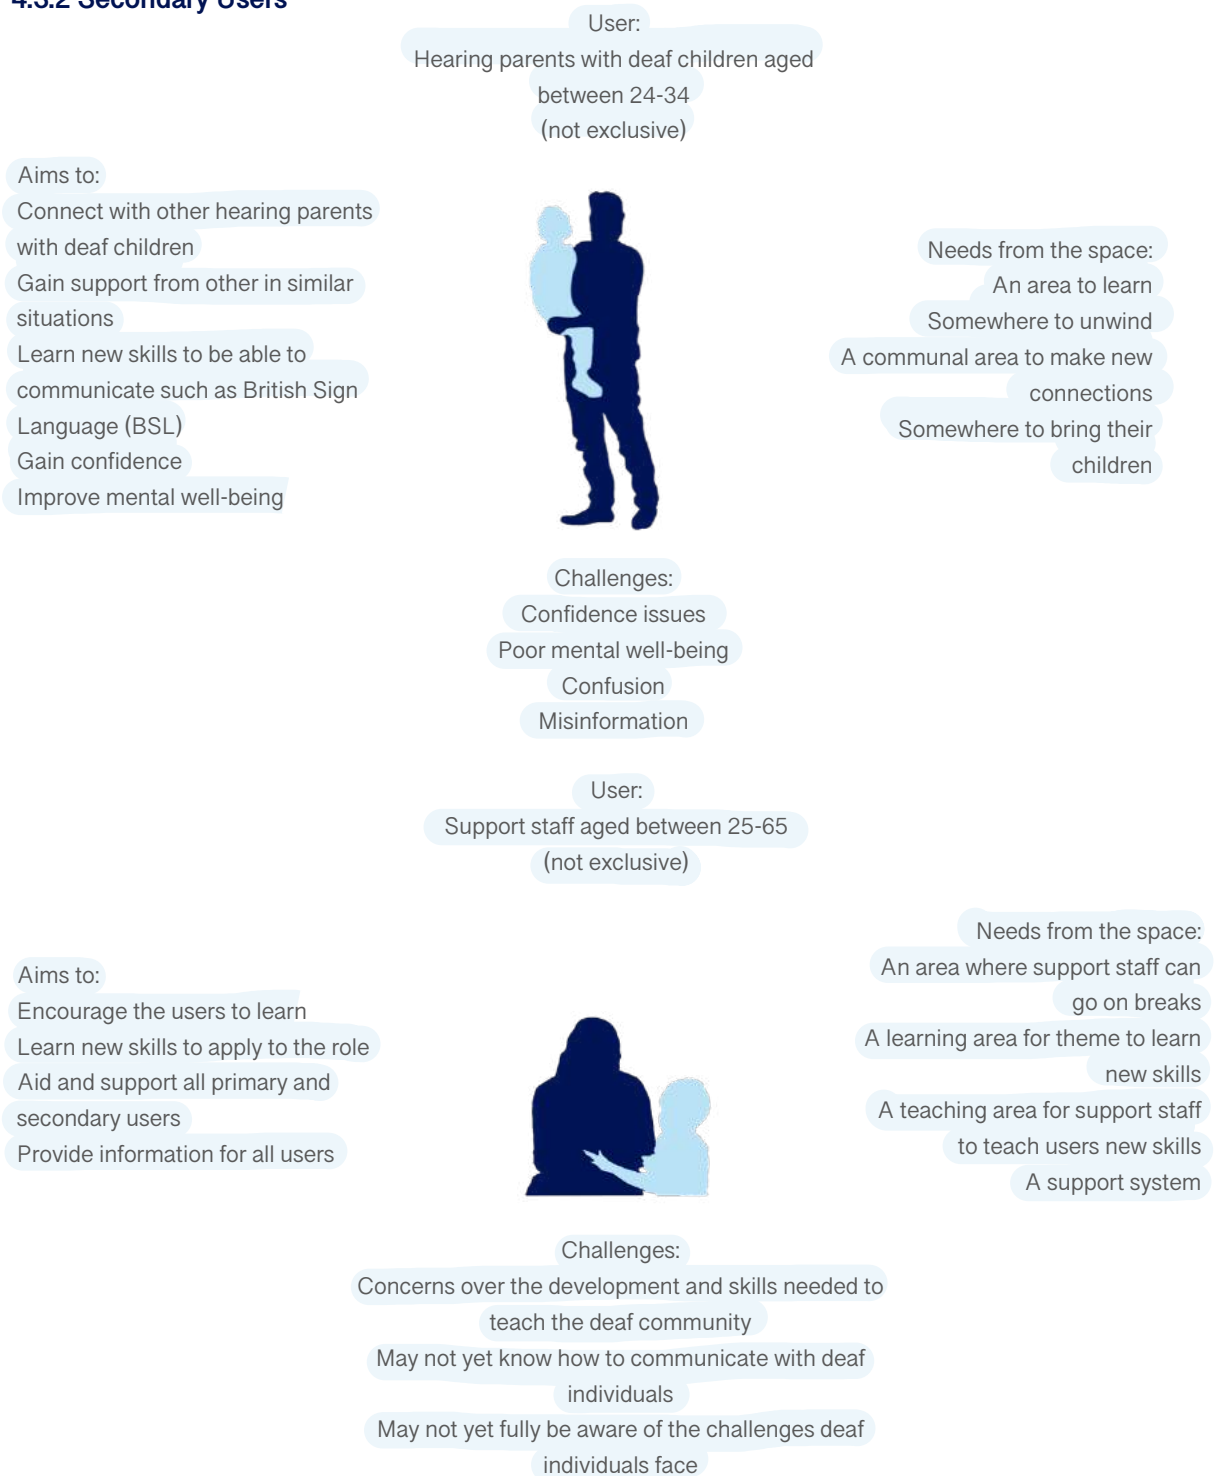 4.3.2 Secondary Users
User:
Hearing parents with deaf children aged
between 24-34
(not exclusive)
Aims to:
Connect with other hearing parents
with deaf children
Gain support from other in similar
situations
Learn new skills to be able to
communicate such as British Sign
Language (BSL)
Gain confidence
Improve mental well-being
Needs from the space:
An area to learn
Somewhere to unwind
A communal area to make new
connections
Somewhere to bring their
children
Challenges:
Confidence issues
Poor mental well-being
Confusion
Misinformation
User:
Support staff aged between 25-65
(not exclusive)
Aims to:
Encourage the users to learn
Learn new skills to apply to the role
Aid and support all primary and
secondary users
Provide information for all users
Needs from the space:
An area where support staff can
go on breaks
A learning area for theme to learn
new skills
A teaching area for support staff
to teach users new skills
A support system
Challenges:
Concerns over the development and skills needed to
teach the deaf community
May not yet know how to communicate with deaf
individuals
May not yet fully be aware of the challenges deaf
individuals face